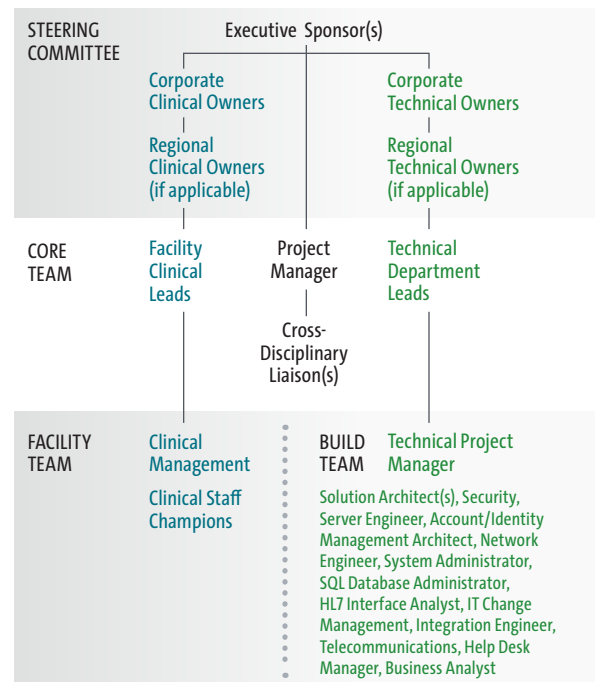 STEERING
COMMITTEE
Executive Sponsor(s)
Corporate
Clinical Owners
Corporate
Technical Owners
Regional
Clinical Owners
(if applicable)
Regional
Technical Owners
(if applicable)
CORE
TEAM
Facility
Clinical
Leads
Project
Manager
Technical
Department
Leads
Cross-
Disciplinary
Liaison(s)
FACILITY
TEAM
Clinical
Management
Clinical Staff
Champions
BUILD
TEAM
Technical Project
Manager
Solution Architect(s), Security,
Server Engineer, Account/Identity
Management Architect, Network
Engineer, System Administrator,
SQL Database Administrator,
HL7 Interface Analyst, IT Change
Management, Integration Engineer,
Telecommunications, Help Desk
Manager, Business Analyst